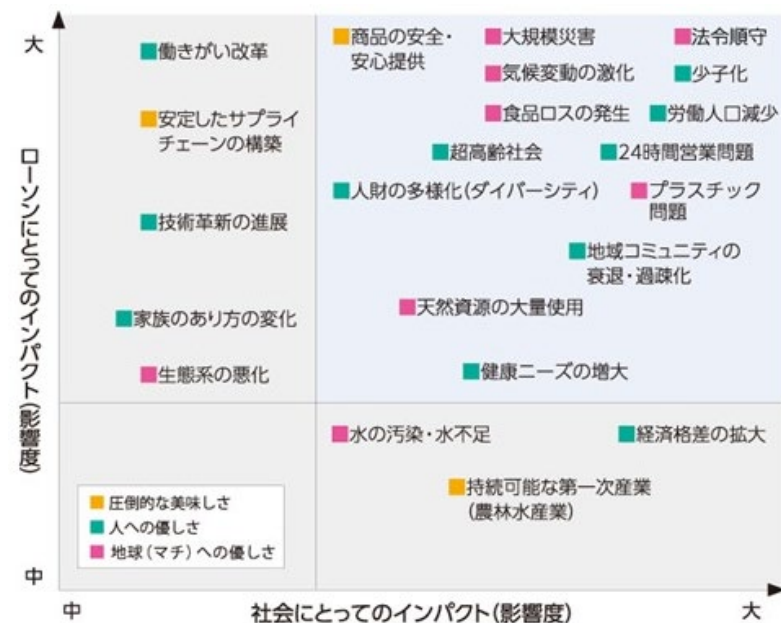 大
ローソンにとってのインパクト(影響度)
中
働きがい改革
安定したサプライ
チェーンの構築
技術革新の進展
家族のあり方の変化
生態系の悪化
商品の安全・
安心提供
大規模災害
法令順守
気候変動の激化
少子化
食品ロスの発生
労働人口減少
超高齢社会
24時間営業問題
人財の多様化(ダイバーシティ)
プラスチック
問題
地域コミュニティの
衰退・過疎化
天然資源の大量使用
健康ニーズの増大
水の汚染・水不足
経済格差の拡大
持続可能な第一次産業
(農林水産業)
圧倒的な美味しさ
人への優しさ
地球(マチ)への優しさ
中
社会にとってのインパクト(影響度)
大